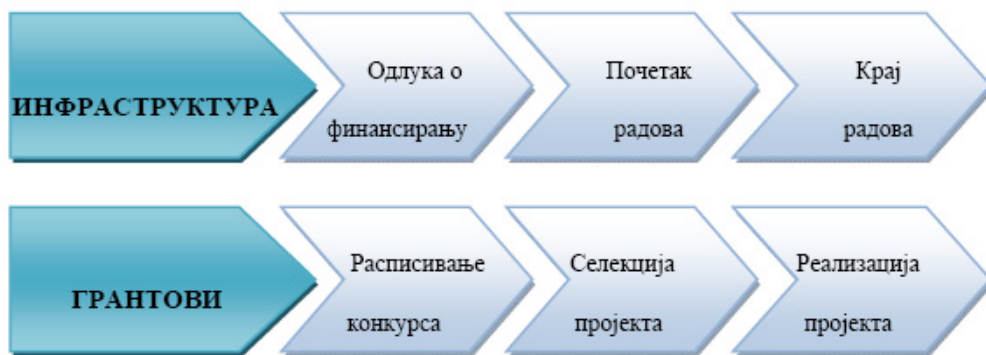 ИНФРАСТРУКТУРА
Одлука о
финансирању
Почетак
радова
Крај
радова
ГРАНТОВИ
Расписивање
конкурса
Селекција
пројекта
Реализација
пројекта